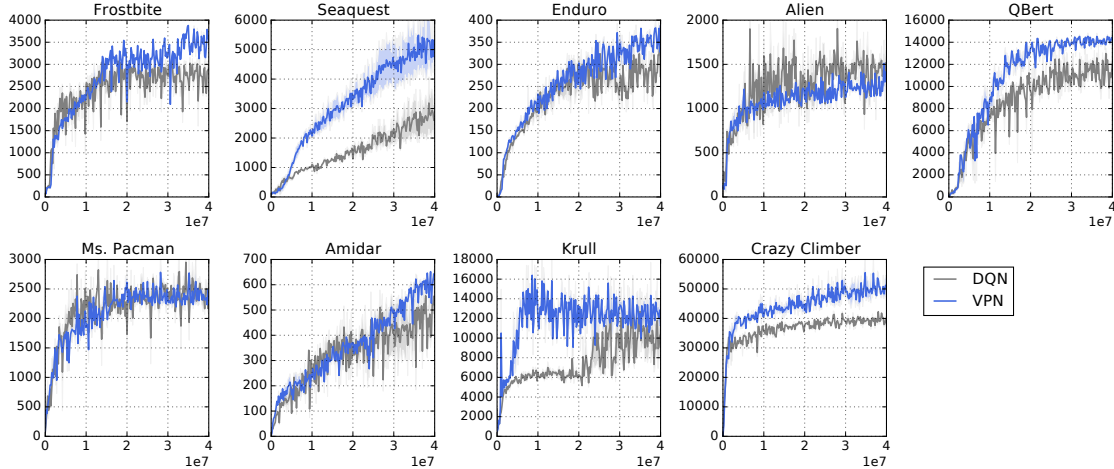 Frostbite
4000
3500
3000
2500
2000
1500
1000
500
0
0 1 2 3 4
1e7
Seaquest
6000
5000
4000
3000
2000
1000
0
0 1 2 3 4
1e7
Enduro
400
350
300
250
200
150
100
50
0
0 1 2 3 4
1e7
Alien
2000
1500
1000
500
0
0 1 2 3 4
1e7
QBert
16000
14000
12000
10000
8000
6000
4000
2000
0
0 1 2 3 4
1e7
Ms. Pacman
3000
2500
2000
1500
1000
500
0
0 1 2 3 4
1e7
Amidar
700
600
500
400
300
200
100
0
0 1 2 3 4
1e7
Krull
18000
16000
14000
12000
10000
8000
6000
4000
2000
0
0 1 2 3 4
1e7
Crazy Climber
60000
50000
40000
30000
20000
10000
0
0 1 2 3 4
1e7
DQN
VPN